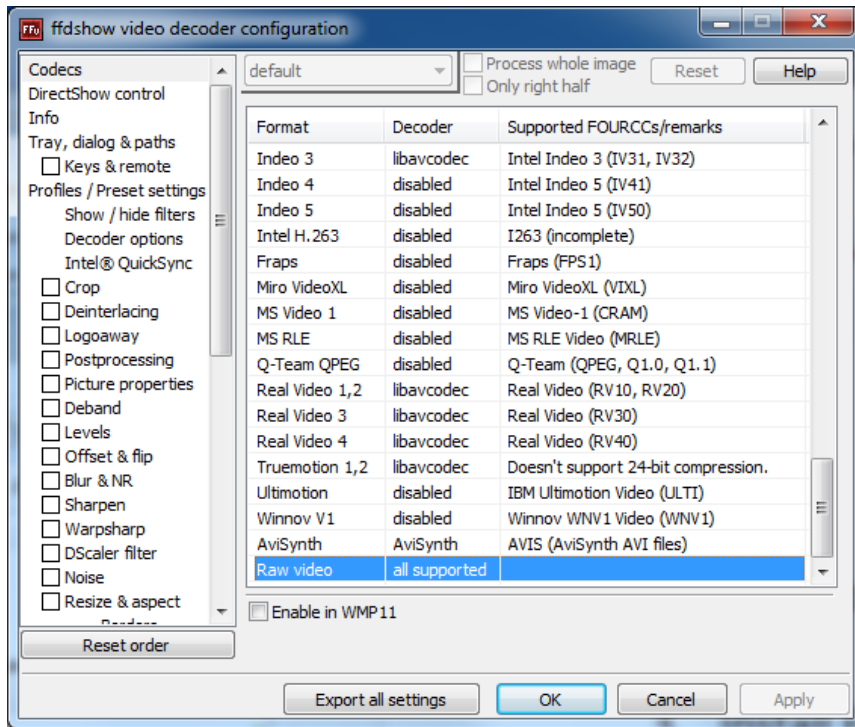 FFv ffdshow video decoder configuration
Codecs
DirectShow control
Info
Tray, dialog & paths
Keys & remote
Profiles / Preset settings
Show / hide filters
Decoder options
Intel® QuickSync
Crop
Deinterlacing
Logoaway
Postprocessing
Picture properties
Deband
Levels
Offset & flip
Blur & NR
Sharpen
Warpsharp
DScaler filter
Noise
Resize & aspect
Reset order
default
Process whole image
Only right half
Reset
Help
Format Decoder Supported FOURCCs/remarks
Indeo 3 libavcodec Intel Indeo 3 (IV31, IV32)
Indeo 4 disabled Intel Indeo 5 (IV41)
Indeo 5 disabled Intel Indeo 5 (IV50)
Intel H.263 disabled I263 (incomplete)
Fraps disabled Fraps (FPS1)
Miro VideoXL disabled Miro VideoXL (VIXL)
MS Video 1 disabled MS Video-1 (CRAM)
MS RLE disabled MS RLE Video (MRLE)
Q-Team QPEG disabled Q-Team (QPEG, Q1.0, Q1.1)
Real Video 1,2 libavcodec Real Video (RV10, RV20)
Real Video 3 libavcodec Real Video (RV30)
Real Video 4 libavcodec Real Video (RV40)
Truemotion 1,2 libavcodec Doesn't support 24-bit compression.
Ultimotion disabled IBM Ultimotion Video (ULTI)
Winnov V1 disabled Winnov WNV1 Video (WNV1)
AviSynth AviSynth AVIS (AviSynth AVI files)
Raw video all supported
Enable in WMP11
Export all settings OK Cancel Apply